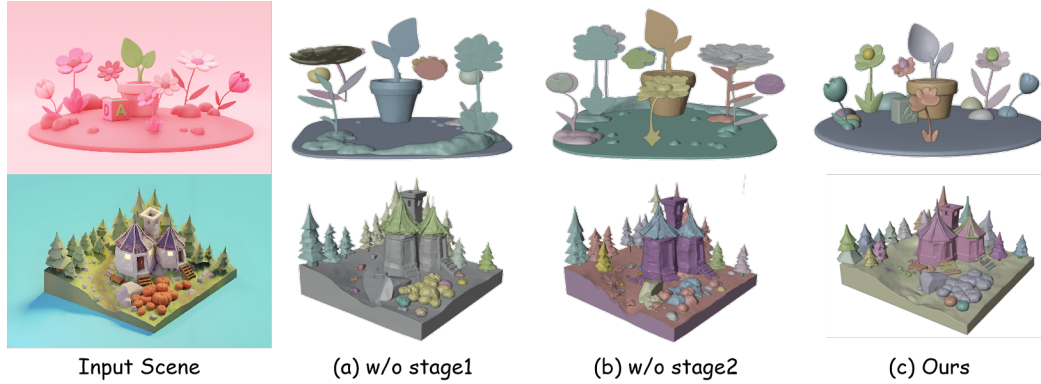 A
Input Scene
(a) w/o stage1
(b) w/o stage2
(c) Ours